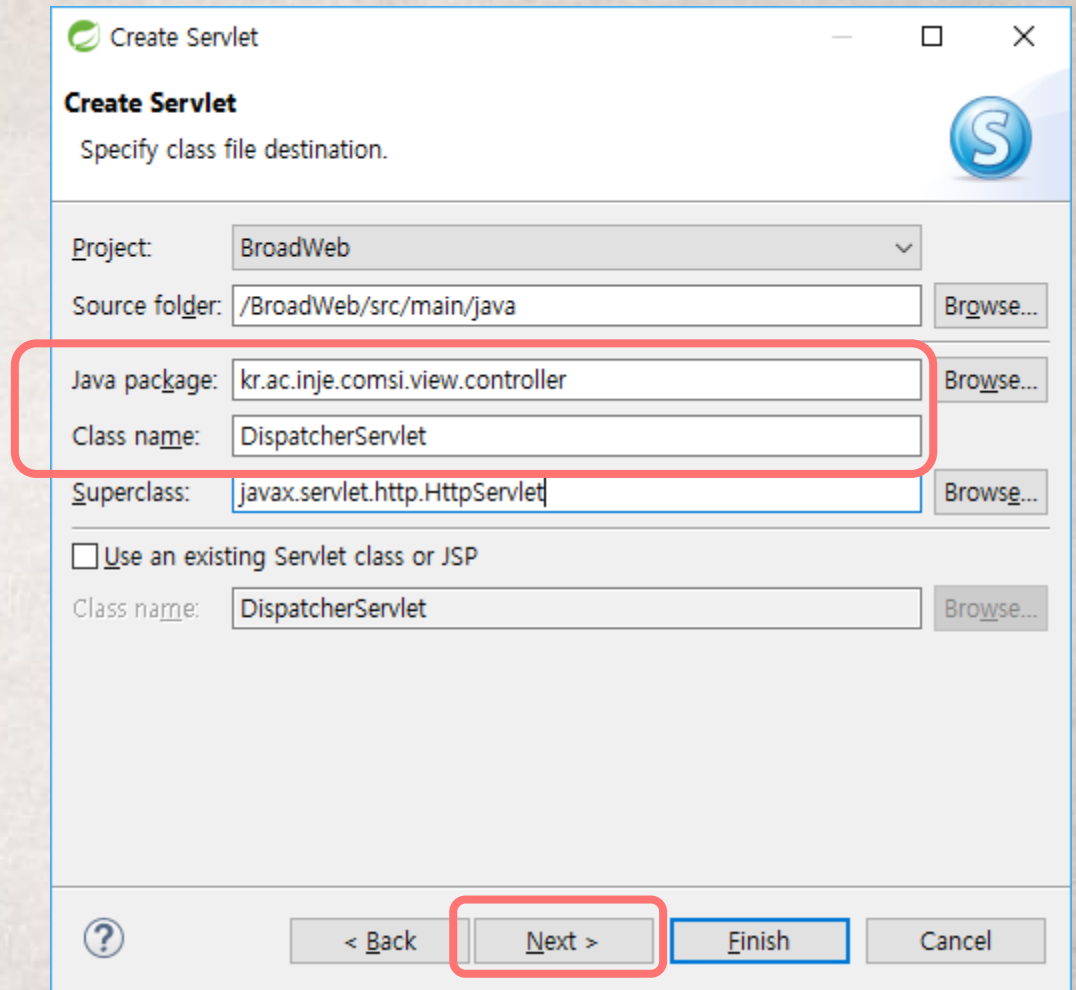 Create Servlet
Create Servlet
Specify class file destination.
S
Project: BroadWeb
Source folder: /BroadWeb/src/main/java Browse...
Java package: kr.ac.inje.comsi.view.controller Browse...
Class name: DispatcherServlet
Superclass: javax.servlet.http.HttpServlet Browse...
Use an existing Servlet class or JSP
Class name: DispatcherServlet Browse...
? < Back Next > Finish Cancel